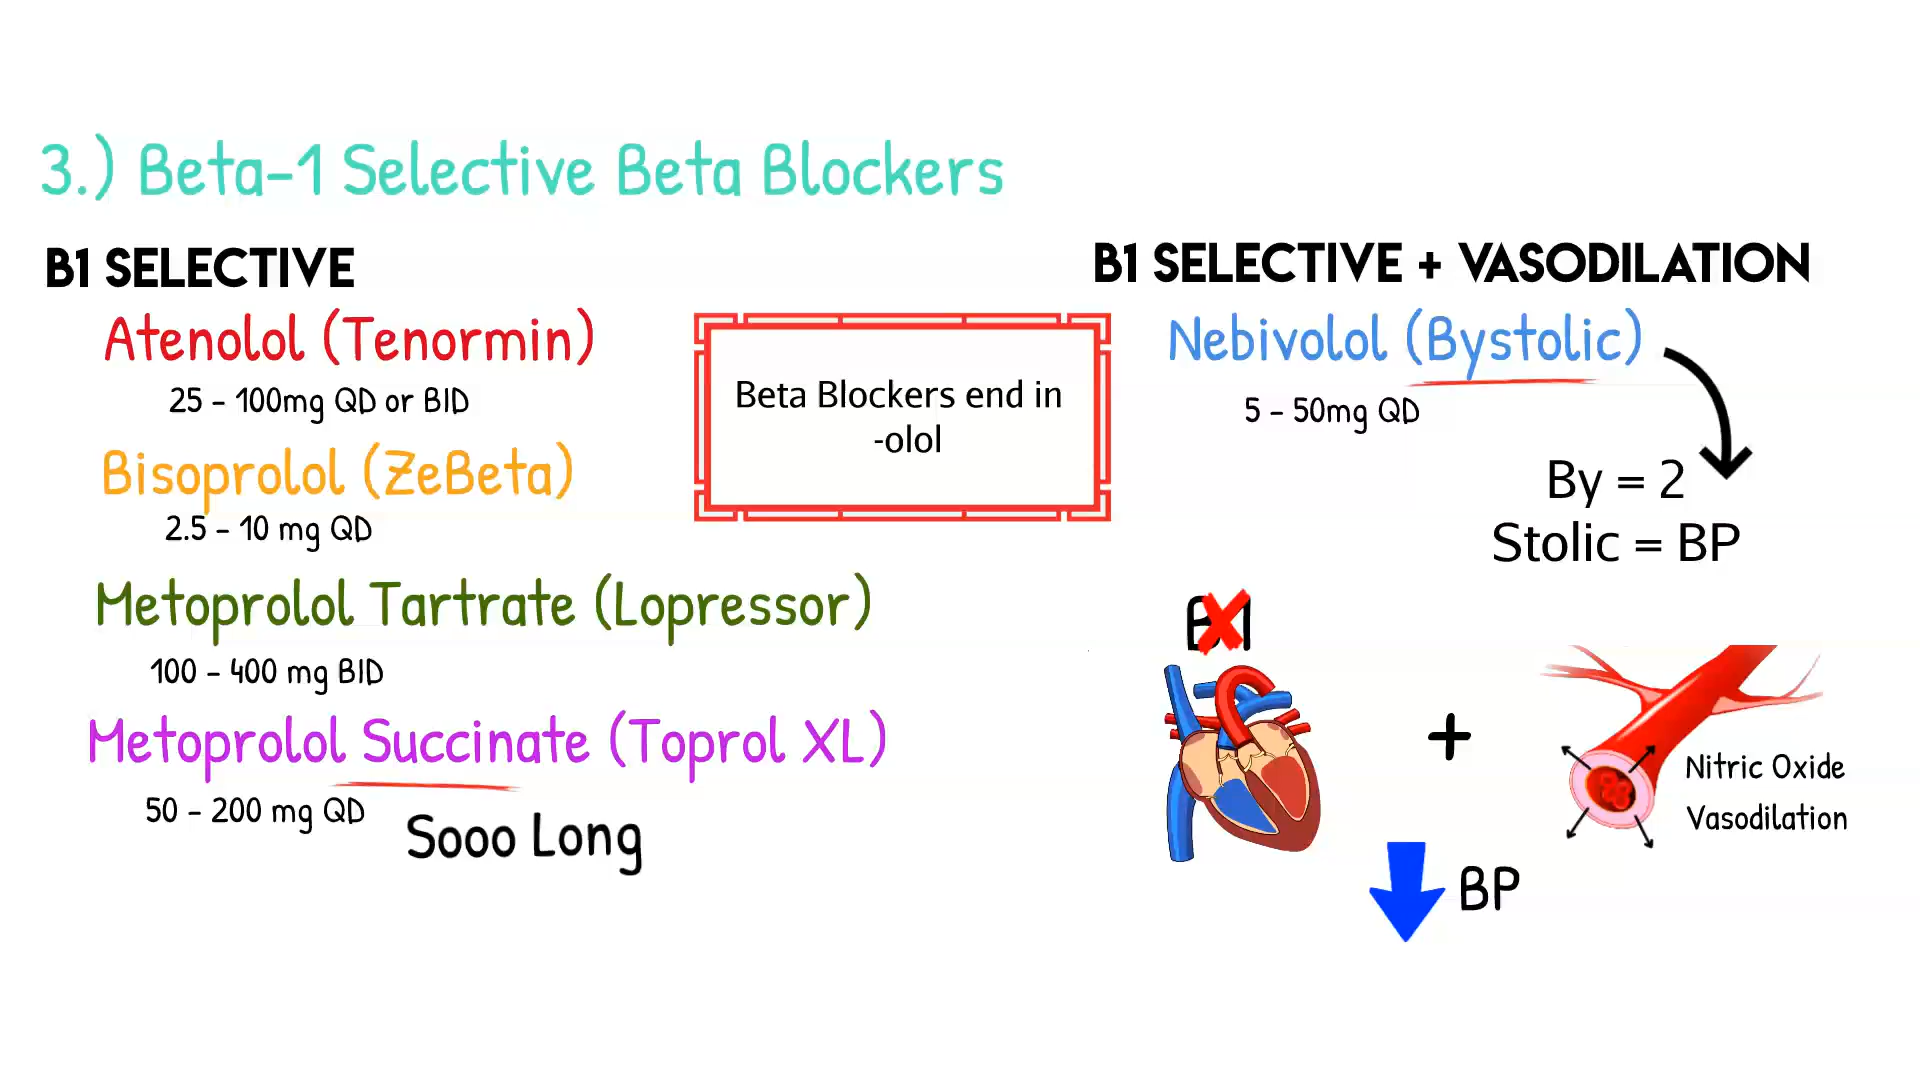 3.) Beta-1 Selective Beta Blockers
B1 SELECTIVE
Atenolol (Tenormin)
25 - 100mg QD or BID
Bisoprolol (ZeBeta)
2.5 - 10 mg QD
Metoprolol Tartrate (Lopressor)
100 - 400 mg BID
Metoprolol Succinate (Toprol XL)
50 - 200 mg QD
Sooo Long
Beta Blockers end in
-olol
B1 SELECTIVE + VASODILATION
Nebivolol (Bystolic)
5 - 50mg QD
By = 2
Stolic = BP
B1
+
Nitric Oxide
Vasodilation
BP